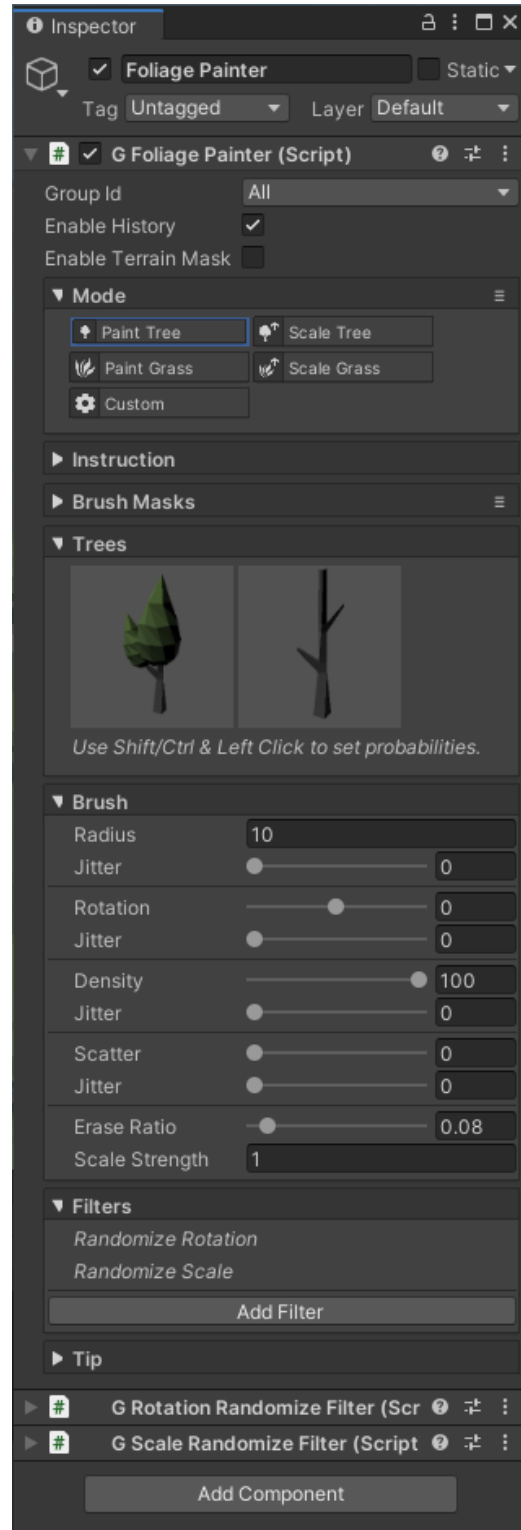 Inspector
Foliage Painter Static
Tag Untagged Layer Default
# G Foliage Painter (Script)
Group Id All
Enable History
Enable Terrain Mask
Mode
Paint Tree Scale Tree
Paint Grass Scale Grass
Custom
Instruction
Brush Masks
Trees
Use Shift/Ctrl & Left Click to set probabilities.
Brush
Radius 10
Jitter 0
Rotation 0
Jitter 0
Density 100
Jitter 0
Scatter 0
Jitter 0
Erase Ratio 0.08
Scale Strength 1
Filters
Randomize Rotation
Randomize Scale
Add Filter
Tip
# G Rotation Randomize Filter (Scr
# G Scale Randomize Filter (Script
Add Component